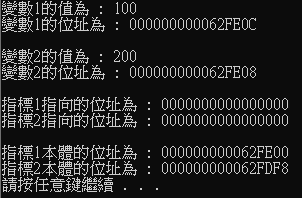 變數1的值為 : 100
變數1的位址為 : 000000000062FE0C
變數2的值為 : 200
變數2的位址為 : 000000000062FE08
指標1指向的位址為 : 0000000000000000
指標2指向的位址為 : 0000000000000000
指標1本體的位址為 : 000000000062FE00
指標2本體的位址為 : 000000000062FDF8
請按任意鍵繼續 . . .